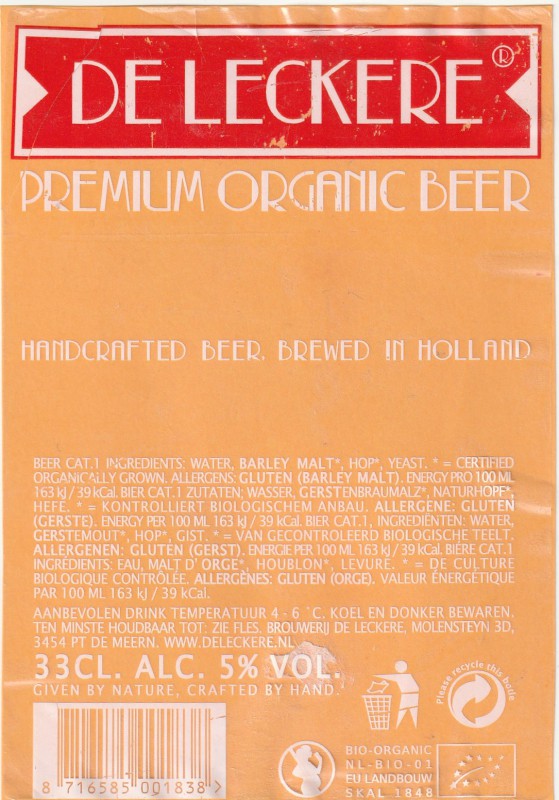 DE LECKERE®
PREMIUM ORGANIC BEER
HANDCRAFTED BEER. BREWED IN HOLLAND
BEER CAT.1 INGREDIENTS: WATER, BARLEY MALT*, HOP*, YEAST. * = CERTIFIED
ORGANICALLY GROWN. ALLERGENS: GLUTEN (BARLEY MALT). ENERGY PRO 100 ML
163 kJ / 39 kCal. BIER CAT.1 ZUTATEN: WASSER, GERSTENBRAUMALZ*, NATURHOPF*,
HEFE. * = KONTROLLIERT BIOLOGISCHEM ANBAU. ALLERGENE: GLUTEN
(GERSTE). ENERGY PER 100 ML 163 kJ / 39 kCal. BIER CAT.1, INGREDIËNTEN: WATER,
GERSTEMOUT*, HOP*, GIST. * = VAN GECONTROLEERD BIOLOGISCHE TEELT.
ALLERGENEN: GLUTEN (GERST). ENERGIE PER 100 ML 163 kJ / 39 kCal. BIÈRE CAT.1
INGRÉDIENTS: EAU, MALT D'ORGE*, HOUBLON*, LEVURE. * = DE CULTURE
BIOLOGIQUE CONTRÔLÉE. ALLERGÈNES: GLUTEN (ORGE). VALEUR ÉNERGÉTIQUE
PAR 100 ML 163 kJ / 39 kCal.
AANBEVOLEN DRINK TEMPERATUUR 4 - 6 °C. KOEL EN DONKER BEWAREN,
TEN MINSTE HOUDBAAR TOT: ZIE FLES. BROUWERIJ DE LECKERE, MOLENSTEYN 3D,
3454 PT DE MEERN. WWW.DELECKERE.NL
33CL. ALC. 5% VOL.
GIVEN BY NATURE, CRAFTED BY HAND.
Please recycle this bottle
8 716585 001838 >
BIO-ORGANIC
NL-BIO-01
EU LANDBOUW
SKAL 1848